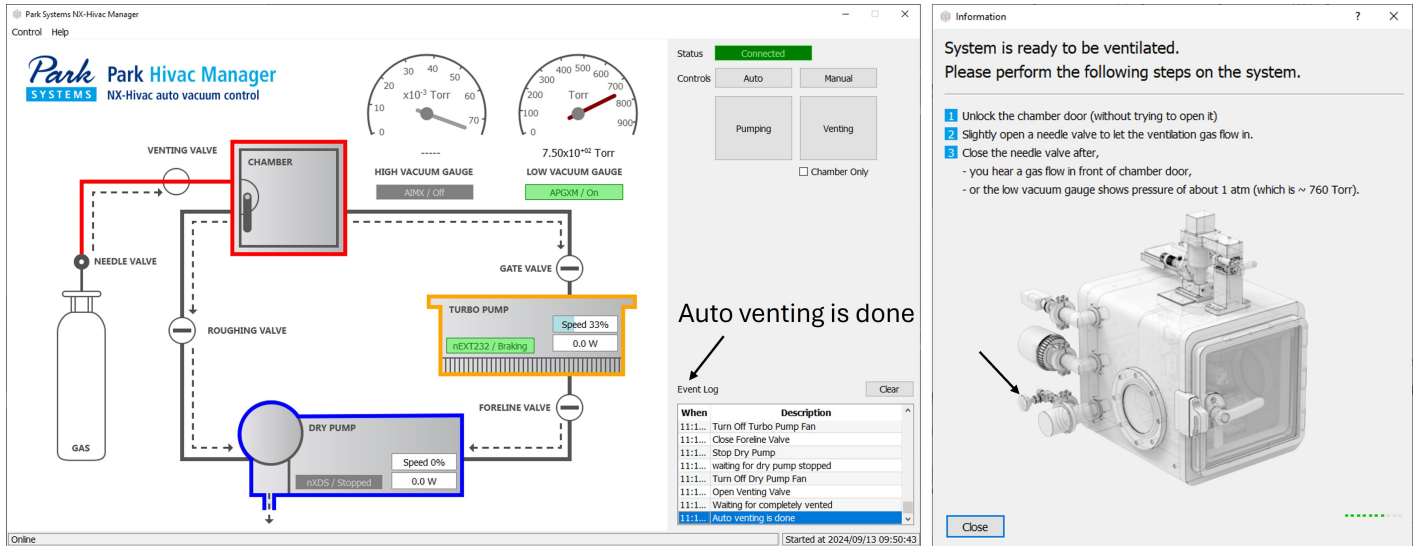 Park Systems NX-Hivac Manager
Control Help
Park
SYSTEMS
Park Hivac Manager
NX-Hivac auto vacuum control
0 10 20 30 40 50 60 70
x10⁻³ Torr
-----
HIGH VACUUM GAUGE
AIMX / Off
0 100 200 300 400 500 600 700 800 900
Torr
7.50x10⁺⁰² Torr
LOW VACUUM GAUGE
APGXM / On
VENTING VALVE
CHAMBER
NEEDLE VALVE
GATE VALVE
TURBO PUMP
Speed 33%
nEXT232 / Braking
0.0 W
ROUGHING VALVE
FORELINE VALVE
DRY PUMP
Speed 0%
nXDS / Stopped
0.0 W
GAS
Status Connected
Controls Auto Manual
Pumping Venting
Chamber Only
Auto venting is done
Event Log Clear
When Description
11:1... Turn Off Turbo Pump Fan
11:1... Close Foreline Valve
11:1... Stop Dry Pump
11:1... waiting for dry pump stopped
11:1... Turn Off Dry Pump Fan
11:1... Open Venting Valve
11:1... Waiting for completely vented
11:1... Auto venting is done
Online
Started at 2024/09/13 09:50:43
Information
System is ready to be ventilated.
Please perform the following steps on the system.
1 Unlock the chamber door (without trying to open it)
2 Slightly open a needle valve to let the ventilation gas flow in.
3 Close the needle valve after,
- you hear a gas flow in front of chamber door,
- or the low vacuum gauge shows pressure of about 1 atm (which is ~ 760 Torr).
Close